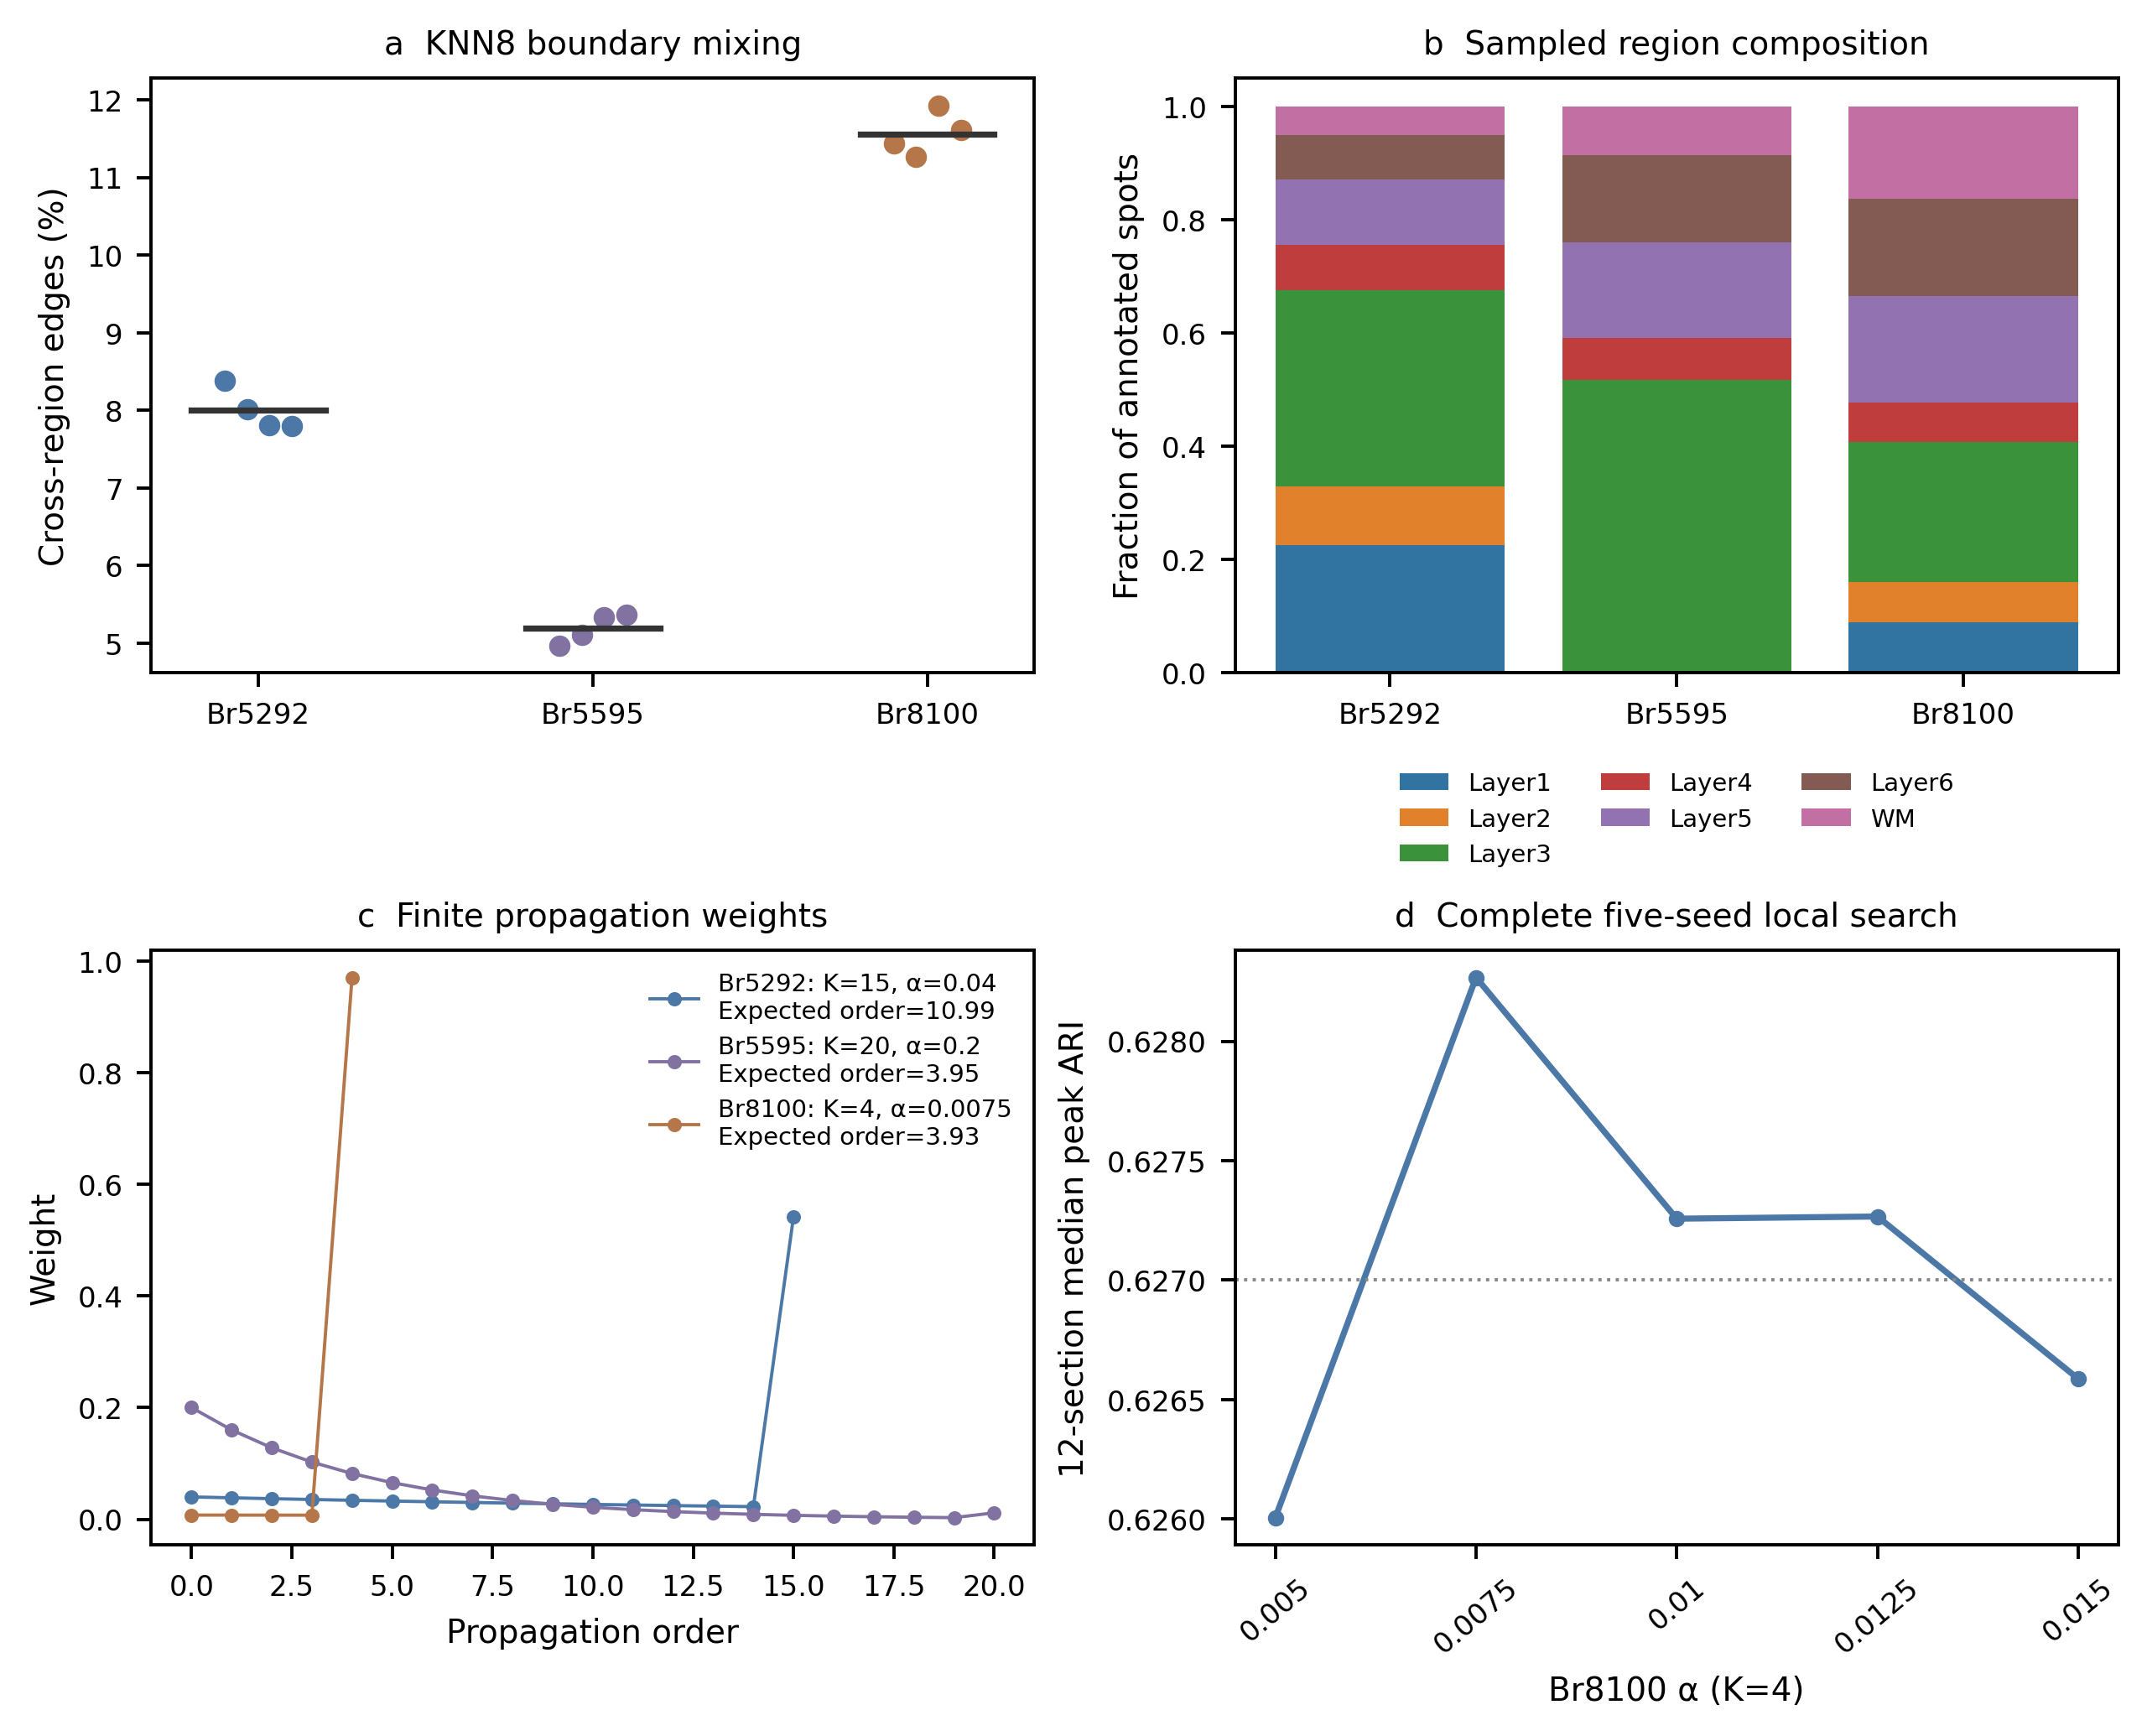 a  KNN8 boundary mixing
Cross-region edges (%)
12
11
10
9
8
7
6
5
Br5292
Br5595
Br8100
b  Sampled region composition
Fraction of annotated spots
1.0
0.8
0.6
0.4
0.2
0.0
Br5292
Br5595
Br8100
Layer1
Layer2
Layer3
Layer4
Layer5
Layer6
WM
c  Finite propagation weights
Weight
1.0
0.8
0.6
0.4
0.2
0.0
Br5292: K=15, α=0.04
Expected order=10.99
Br5595: K=20, α=0.2
Expected order=3.95
Br8100: K=4, α=0.0075
Expected order=3.93
0.0
2.5
5.0
7.5
10.0
12.5
15.0
17.5
20.0
Propagation order
d  Complete five-seed local search
12-section median peak ARI
0.6280
0.6275
0.6270
0.6265
0.6260
0.005
0.0075
0.01
0.0125
0.015
Br8100 α (K=4)